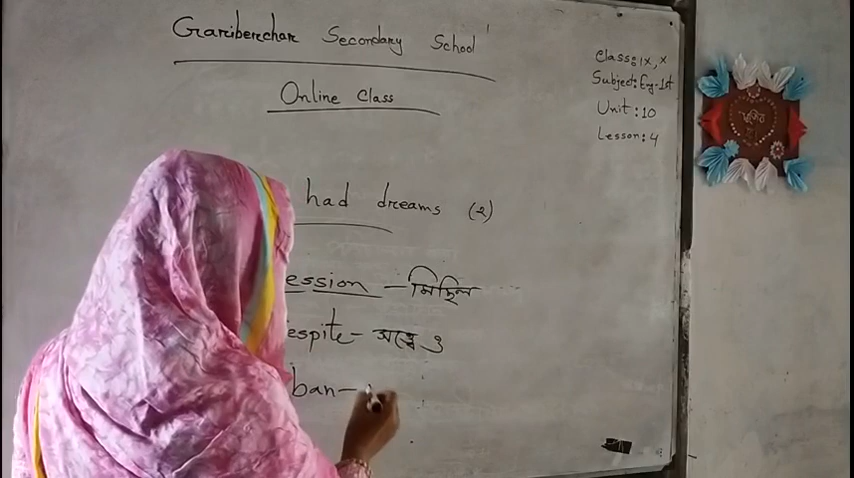 Gariberchar Secondary School
Online Class
Class: IX, X
Subject: Eng-1st
Unit : 10
Lesson: 4
had dreams (2)
ession – মিছিল
espite – সত্ত্বেও
ban –